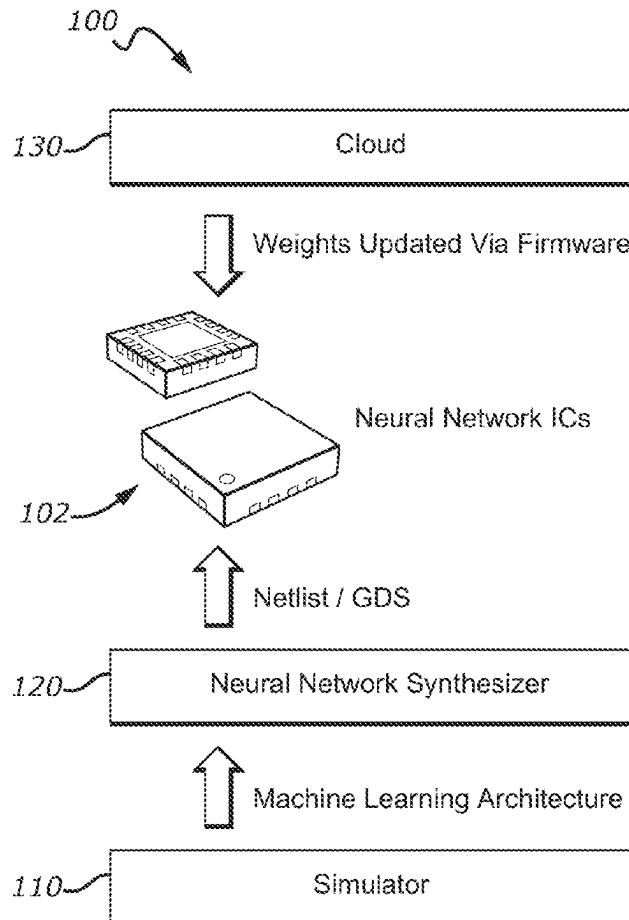 100
130
Cloud
Weights Updated Via Firmware
Neural Network ICs
102
Netlist / GDS
120
Neural Network Synthesizer
Machine Learning Architecture
110
Simulator